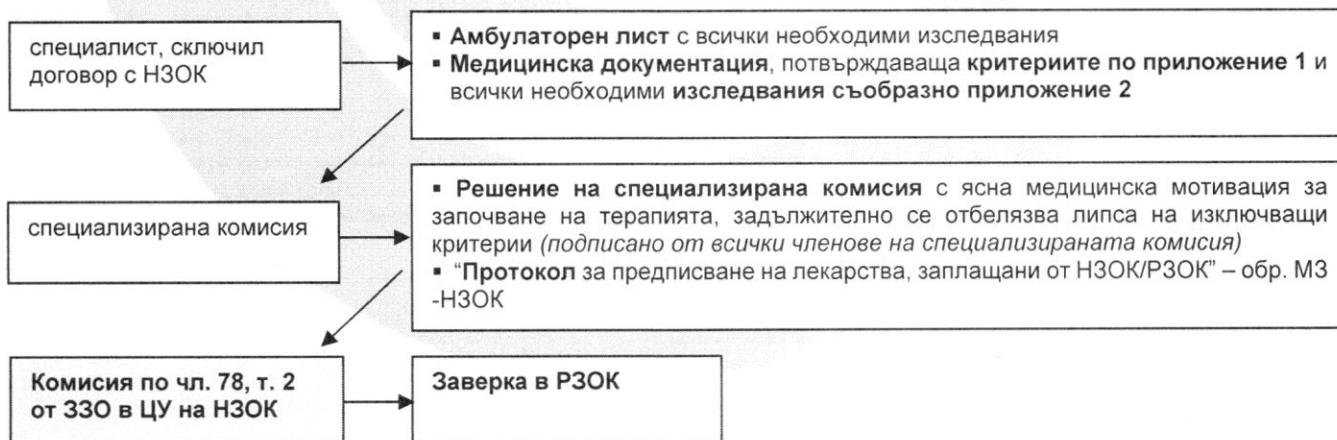 специалист, сключил
договор с НЗОК
▪ Амбулаторен лист с всички необходими изследвания
▪ Медицинска документация, потвърждаваща критериите по приложение 1 и
всички необходими изследвания съобразно приложение 2
специализирана комисия
▪ Решение на специализирана комисия с ясна медицинска мотивация за
започване на терапията, задължително се отбелязва липса на изключващи
критерии (подписано от всички членове на специализираната комисия)
▪ “Протокол за предписване на лекарства, заплащани от НЗОК/РЗОК” – обр. МЗ
-НЗОК
Комисия по чл. 78, т. 2
от ЗЗО в ЦУ на НЗОК
Заверка в РЗОК